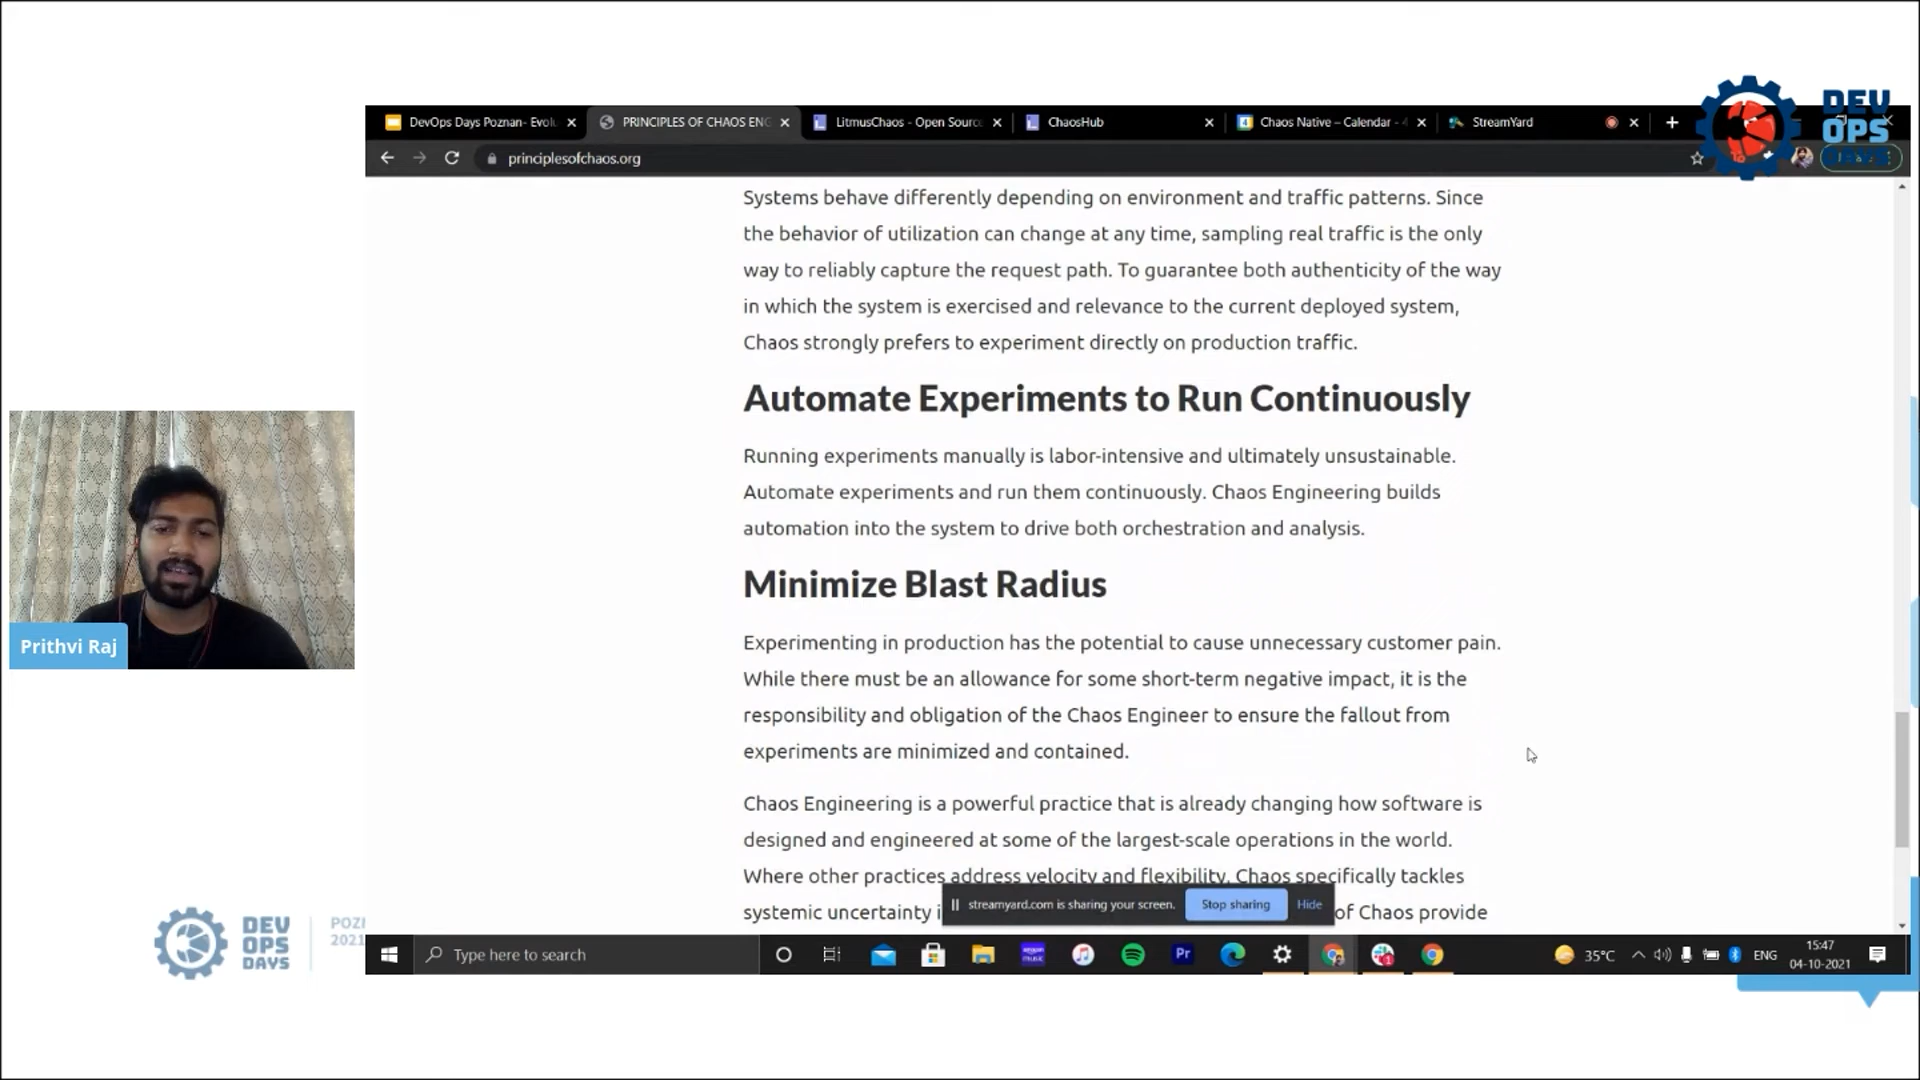 DevOps Days Poznan- Evol
PRINCIPLES OF CHAOS ENG
LitmusChaos - Open Source
ChaosHub
Chaos Native – Calendar -
StreamYard
DEV
OPS
principlesofchaos.org
Systems behave differently depending on environment and traffic patterns. Since
the behavior of utilization can change at any time, sampling real traffic is the only
way to reliably capture the request path. To guarantee both authenticity of the way
in which the system is exercised and relevance to the current deployed system,
Chaos strongly prefers to experiment directly on production traffic.
Automate Experiments to Run Continuously
Running experiments manually is labor-intensive and ultimately unsustainable.
Automate experiments and run them continuously. Chaos Engineering builds
automation into the system to drive both orchestration and analysis.
Minimize Blast Radius
Experimenting in production has the potential to cause unnecessary customer pain.
While there must be an allowance for some short-term negative impact, it is the
responsibility and obligation of the Chaos Engineer to ensure the fallout from
experiments are minimized and contained.
Chaos Engineering is a powerful practice that is already changing how software is
designed and engineered at some of the largest-scale operations in the world.
Where other practices address velocity and flexibility, Chaos specifically tackles
systemic uncertainty i
of Chaos provide
streamyard.com is sharing your screen.
Stop sharing
Hide
Prithvi Raj
DEV
OPS
DAYS
POZ
2021
Type here to search
amazon
music
Pr
35°C
ENG
15:47
04-10-2021